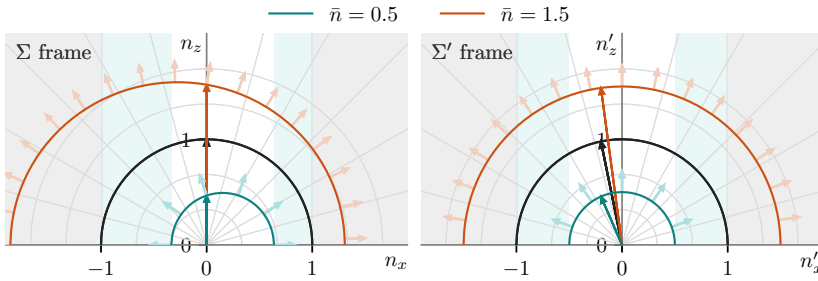 n̄ = 0.5
n̄ = 1.5
Σ frame
n_z
1
0
−1
0
1
n_x
Σ′ frame
n′_z
1
0
−1
0
1
n′_x